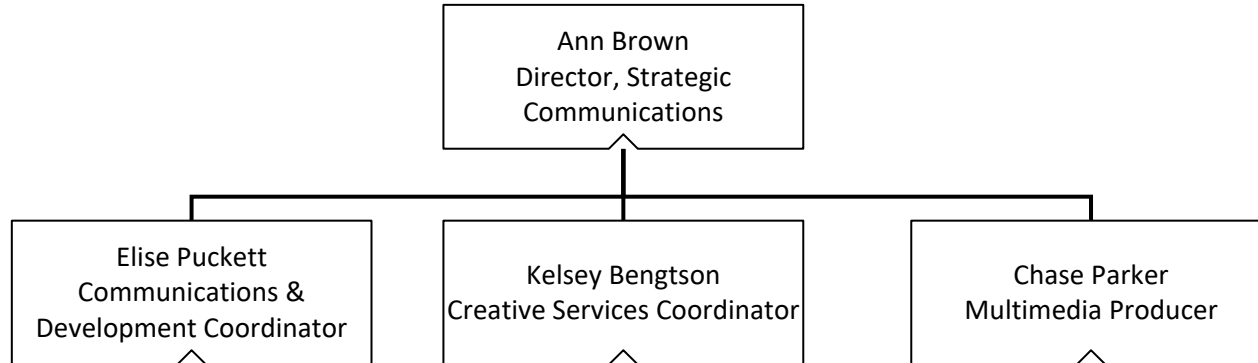 Ann Brown
Director, Strategic
Communications
Elise Puckett
Communications &
Development Coordinator
Kelsey Bengtson
Creative Services Coordinator
Chase Parker
Multimedia Producer